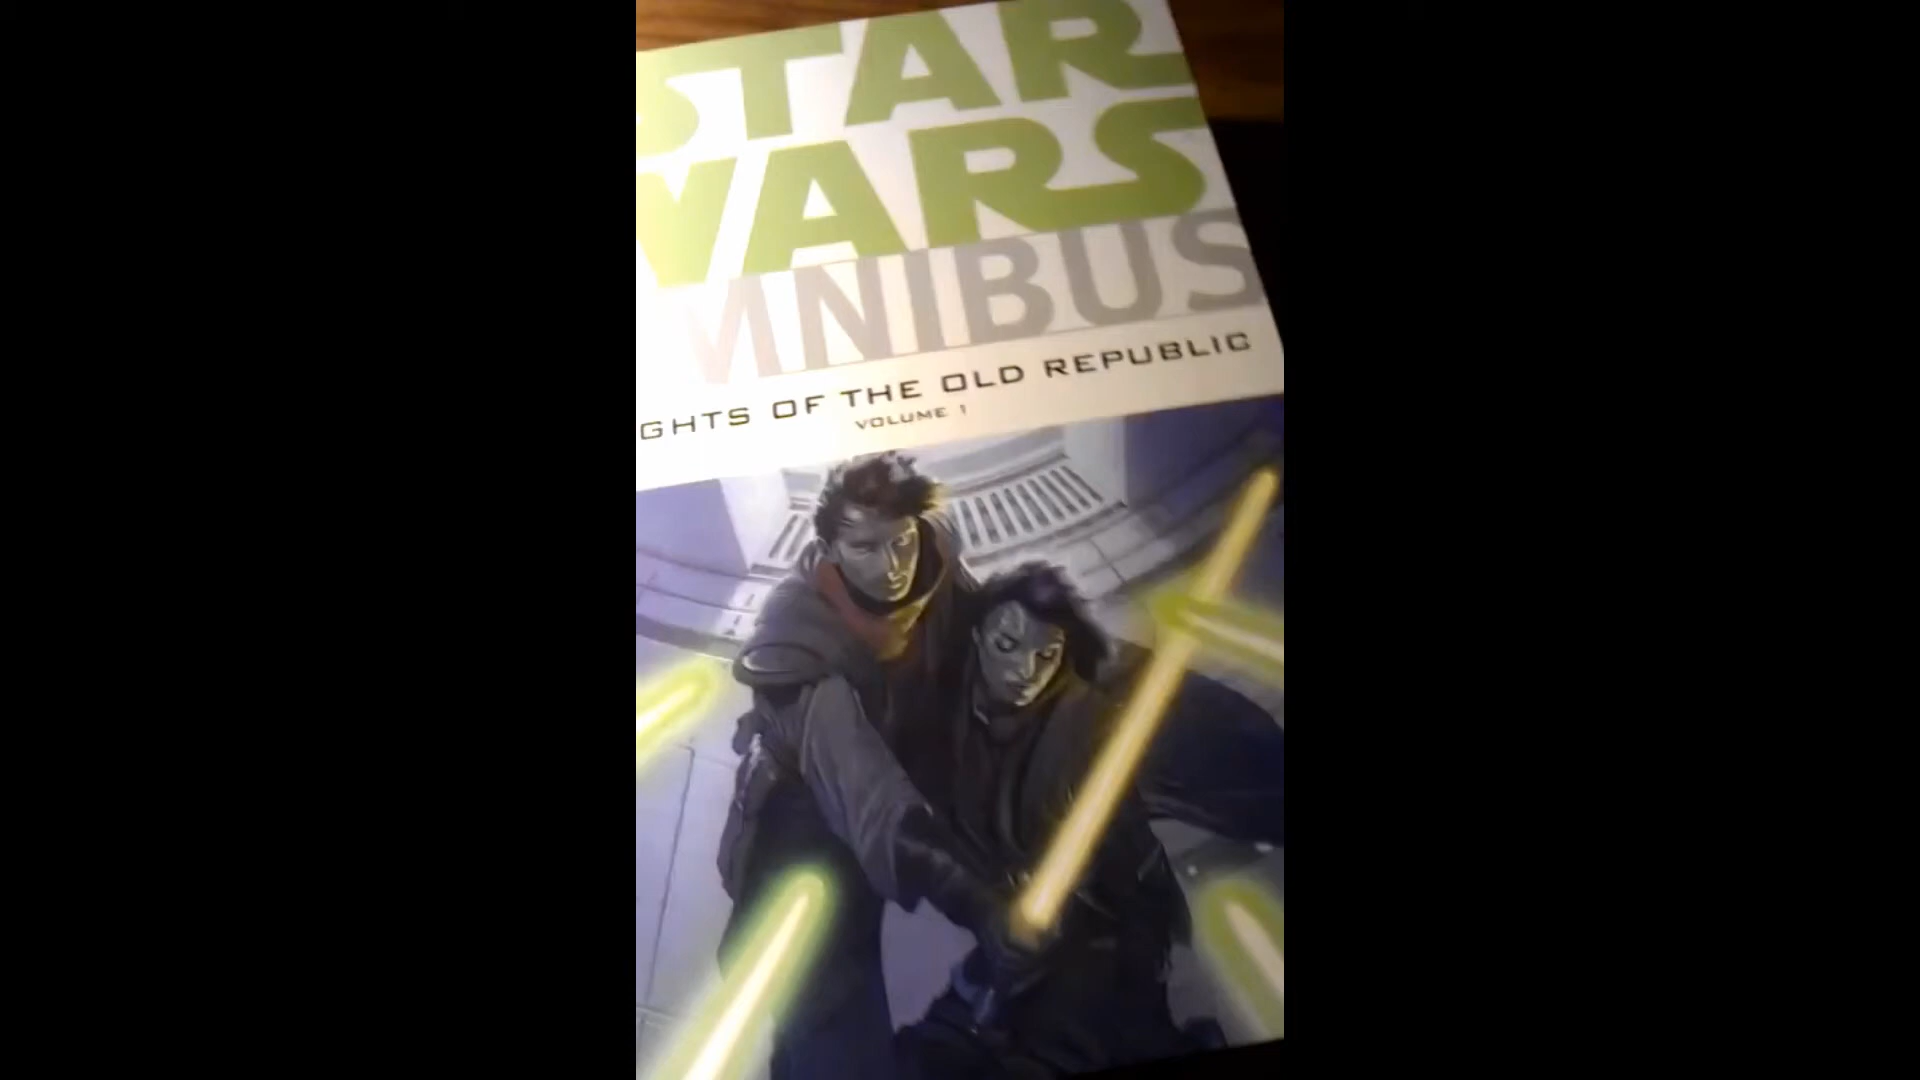 STAR
WARS
MNIBUS
GHTS OF THE OLD REPUBLIC
VOLUME 1